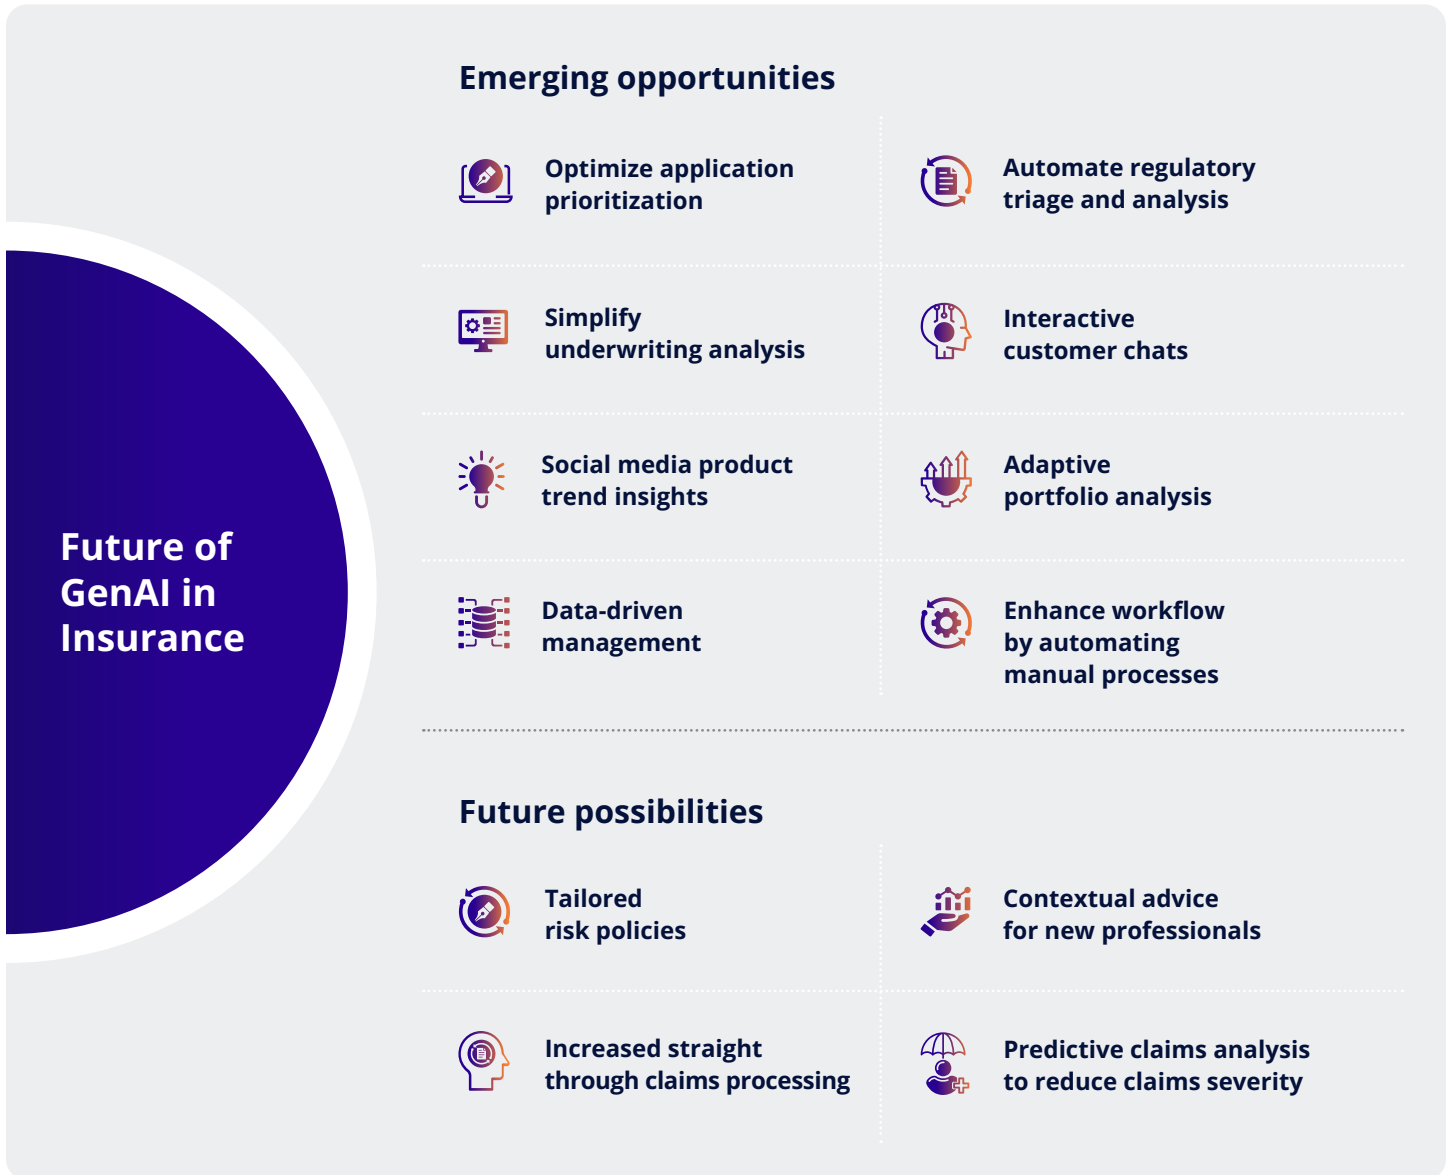 Future of
GenAI in
Insurance
Emerging opportunities
Optimize application
prioritization
Automate regulatory
triage and analysis
Simplify
underwriting analysis
Interactive
customer chats
Social media product
trend insights
Adaptive
portfolio analysis
Data-driven
management
Enhance workflow
by automating
manual processes
Future possibilities
Tailored
risk policies
Contextual advice
for new professionals
Increased straight
through claims processing
Predictive claims analysis
to reduce claims severity